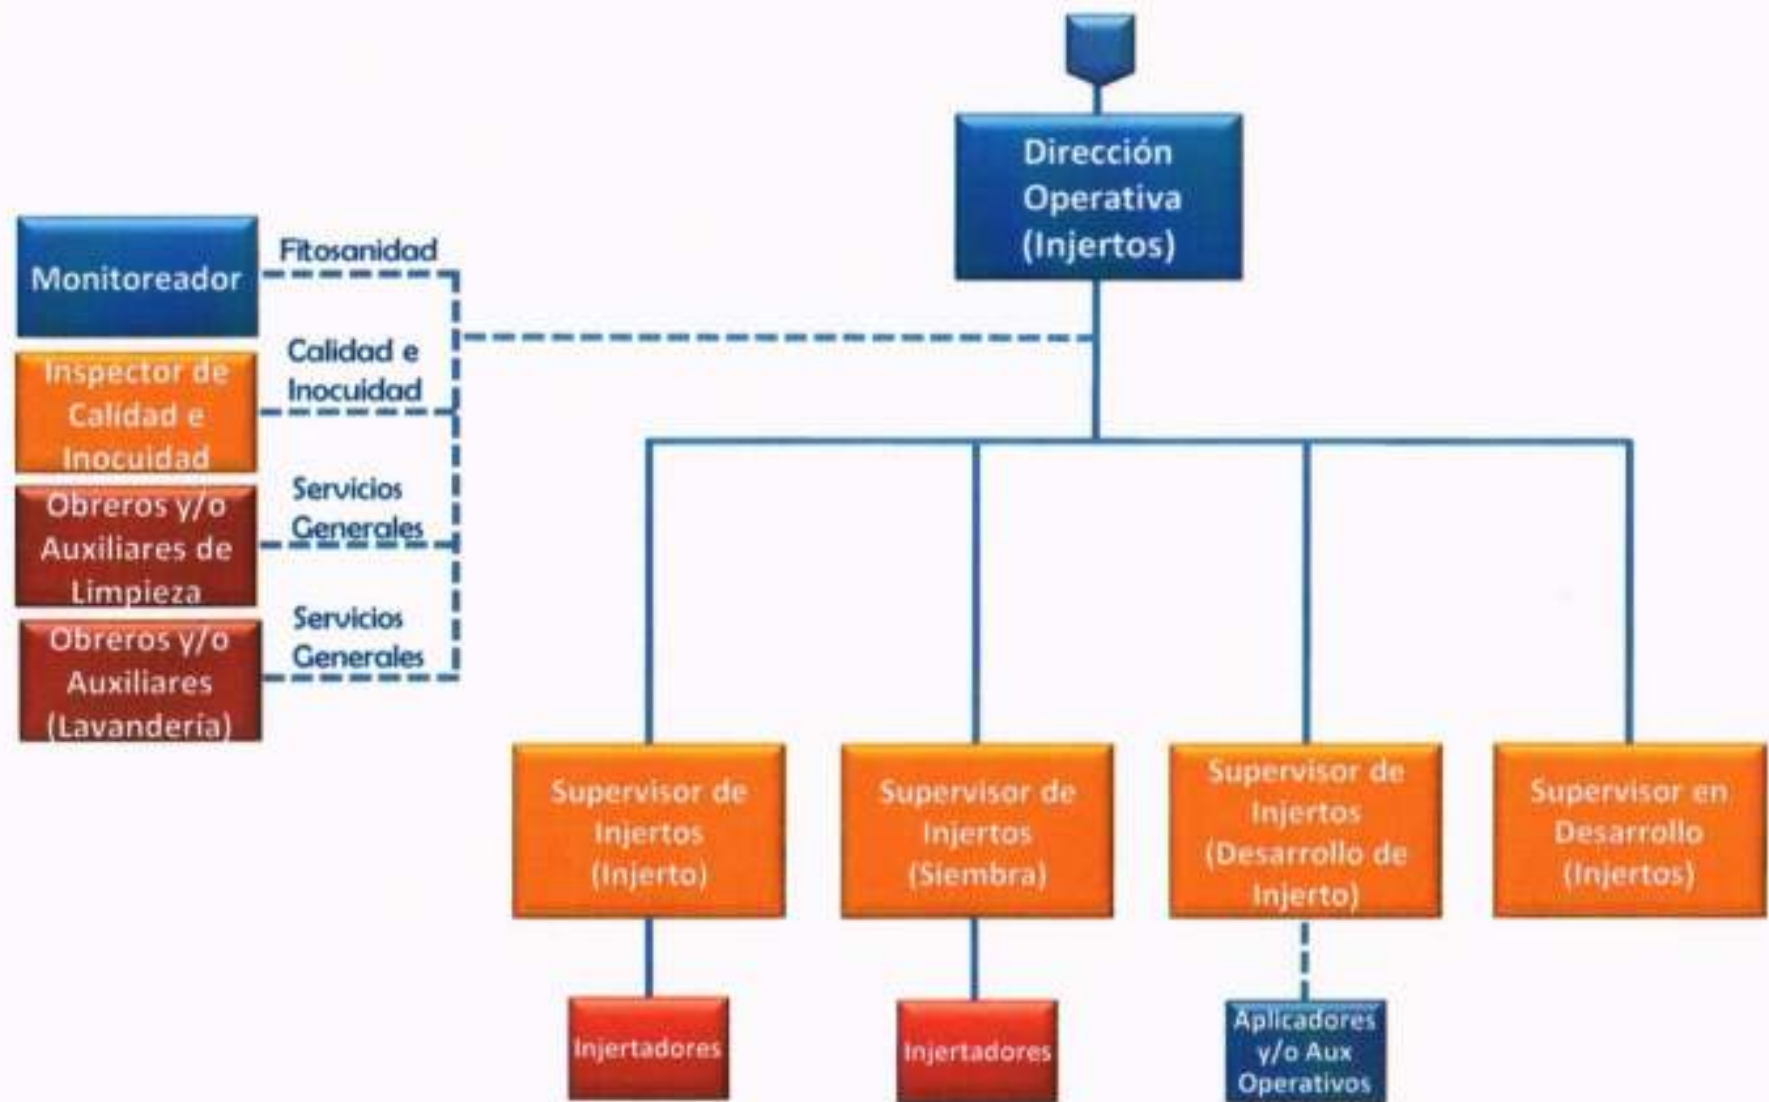 Dirección
Operativa
(Injertos)
Monitoreador
Fitosanidad
Inspector de
Calidad e
Inocuidad
Calidad e
Inocuidad
Obreros y/o
Auxiliares de
Limpieza
Servicios
Generales
Obreros y/o
Auxiliares
(Lavandería)
Servicios
Generales
Supervisor de
Injertos
(Injerto)
Supervisor de
Injertos
(Siembra)
Supervisor de
Injertos
(Desarrollo de
Injerto)
Supervisor en
Desarrollo
(Injertos)
Injertadores
Injertadores
Aplicadores
y/o Aux
Operativos